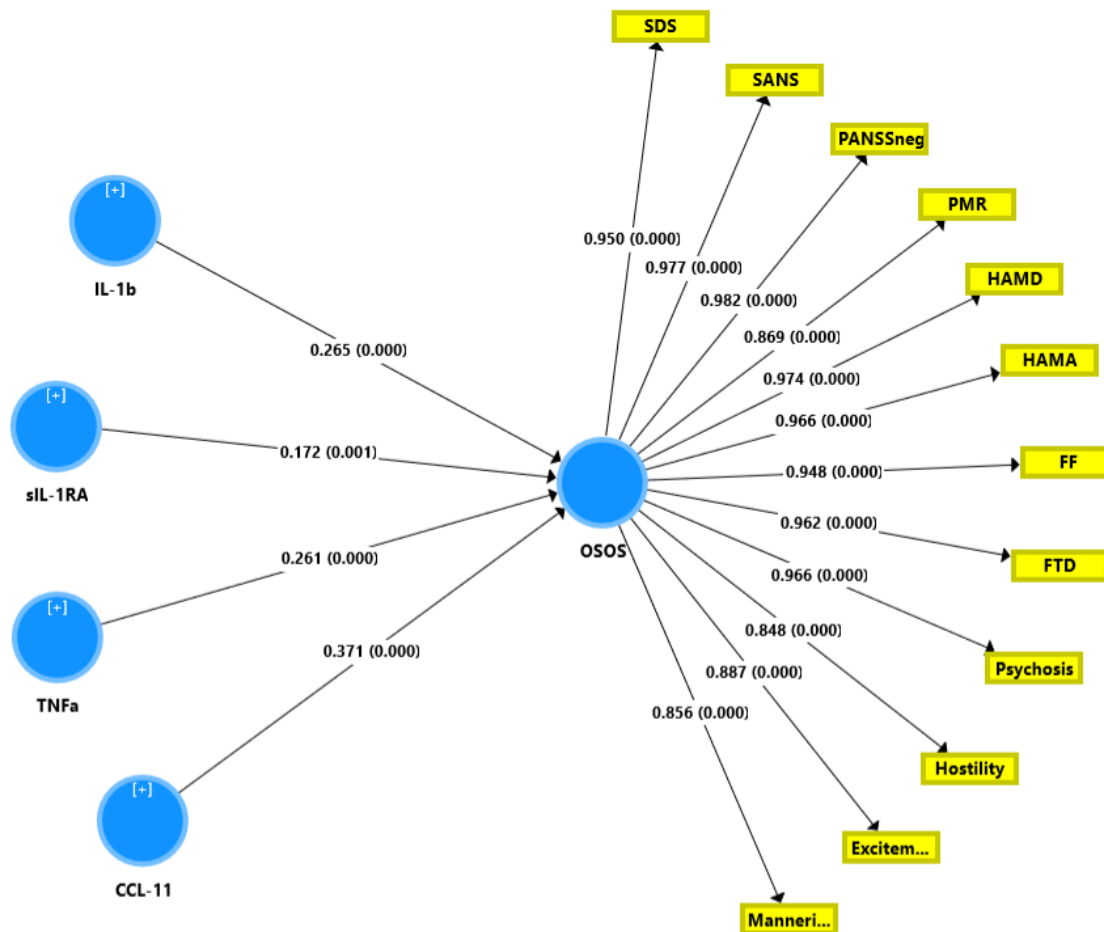 SDS
SANS
PANSSneg
PMR
HAMD
HAMA
FF
FTD
Psychosis
Hostility
Excitem...
Manneri...
[+]
IL-1b
[+]
sIL-1RA
[+]
TNFa
[+]
CCL-11
OSOS
0.265 (0.000)
0.172 (0.001)
0.261 (0.000)
0.371 (0.000)
0.950 (0.000)
0.977 (0.000)
0.982 (0.000)
0.869 (0.000)
0.974 (0.000)
0.966 (0.000)
0.948 (0.000)
0.962 (0.000)
0.966 (0.000)
0.848 (0.000)
0.887 (0.000)
0.856 (0.000)